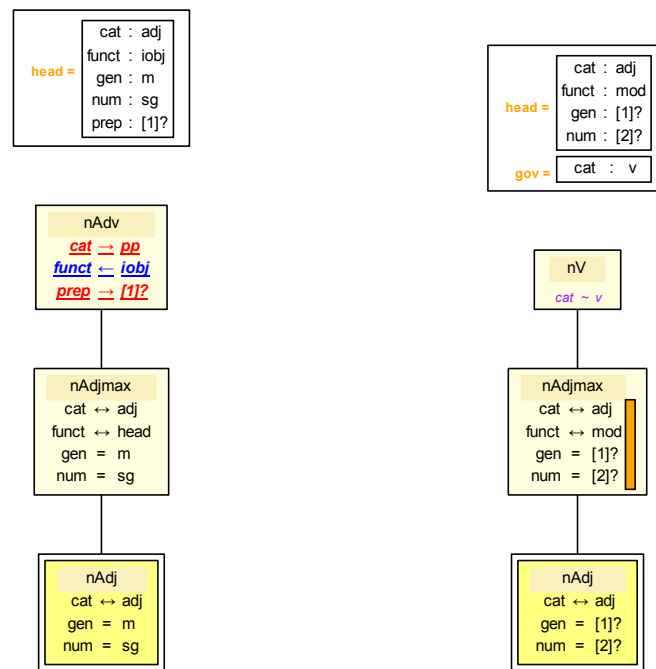 head =
cat : adj
funct : iobj
gen : m
num : sg
prep : [1]?
nAdv
cat → pp
funct ← iobj
prep → [1]?
nAdjmax
cat ↔ adj
funct ↔ head
gen = m
num = sg
nAdj
cat ↔ adj
gen = m
num = sg
head =
cat : adj
funct : mod
gen : [1]?
num : [2]?
gov =
cat : v
nV
cat ~ v
nAdjmax
cat ↔ adj
funct ↔ mod
gen = [1]?
num = [2]?
nAdj
cat ↔ adj
gen = [1]?
num = [2]?